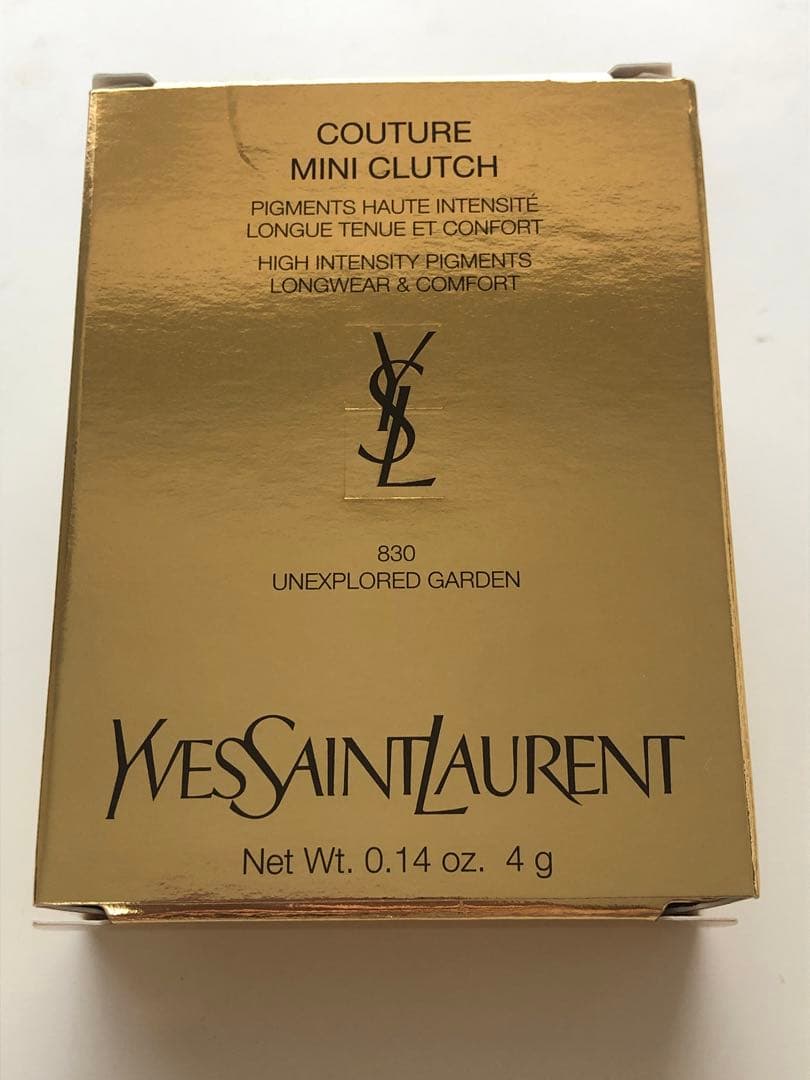 COUTURE
MINI CLUTCH
PIGMENTS HAUTE INTENSITÉ
LONGUE TENUE ET CONFORT
HIGH INTENSITY PIGMENTS
LONGWEAR & COMFORT
YSL
830
UNEXPLORED GARDEN
YVESSAINTLAURENT
Net Wt. 0.14 oz. 4 g